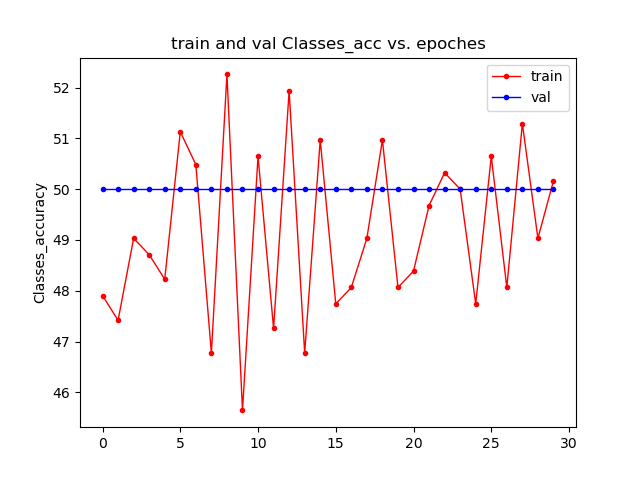 train and val Classes_acc vs. epoches
train
val
Classes_accuracy
52
51
50
49
48
47
46
0 5 10 15 20 25 30